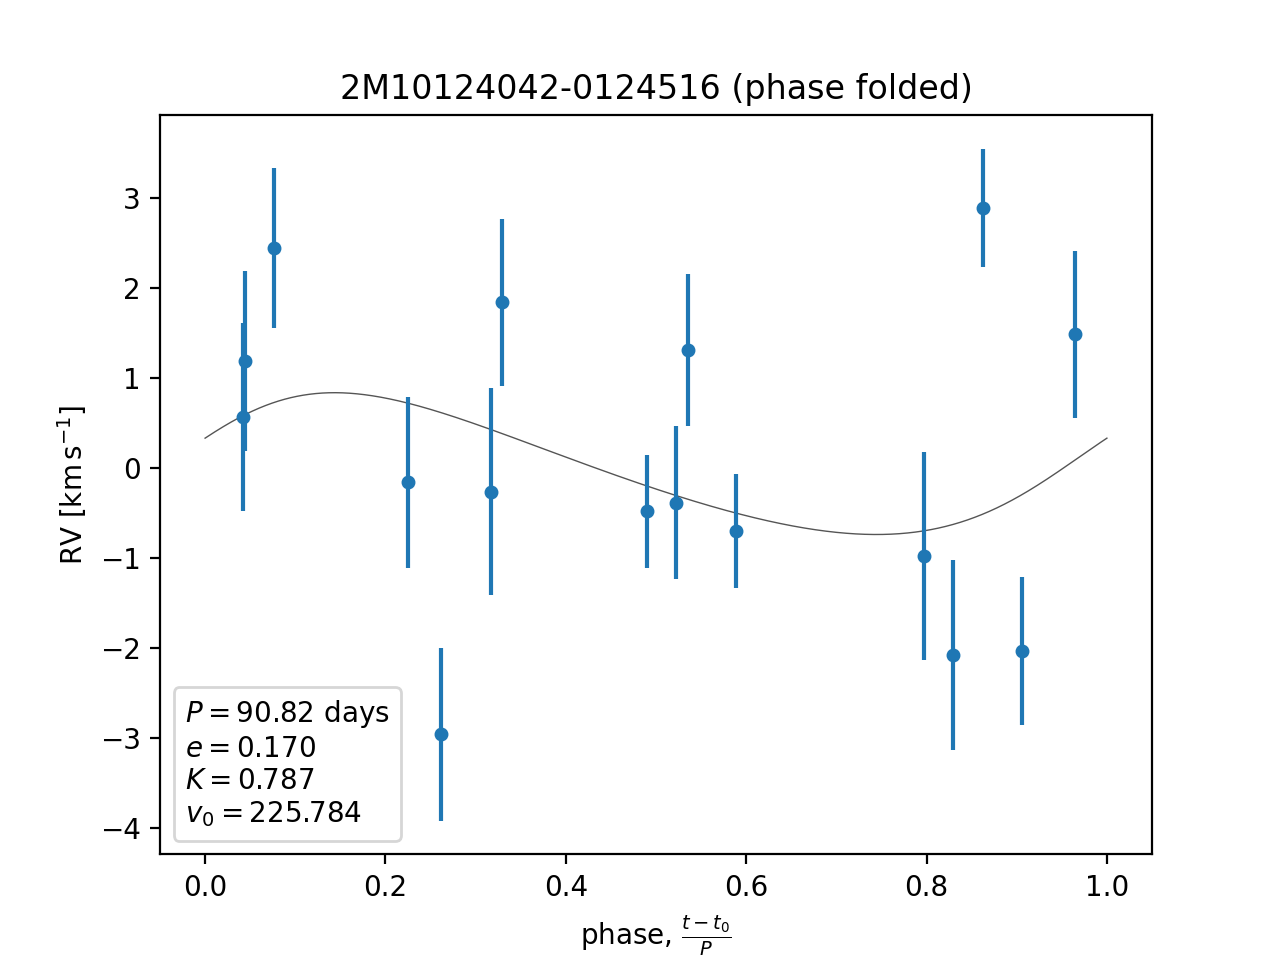 2M10124042-0124516 (phase folded)
RV [km s⁻¹]
3
2
1
0
−1
−2
−3
−4
P = 90.82 days
e = 0.170
K = 0.787
v₀ = 225.784
0.0 0.2 0.4 0.6 0.8 1.0
phase, (t − t₀)/P